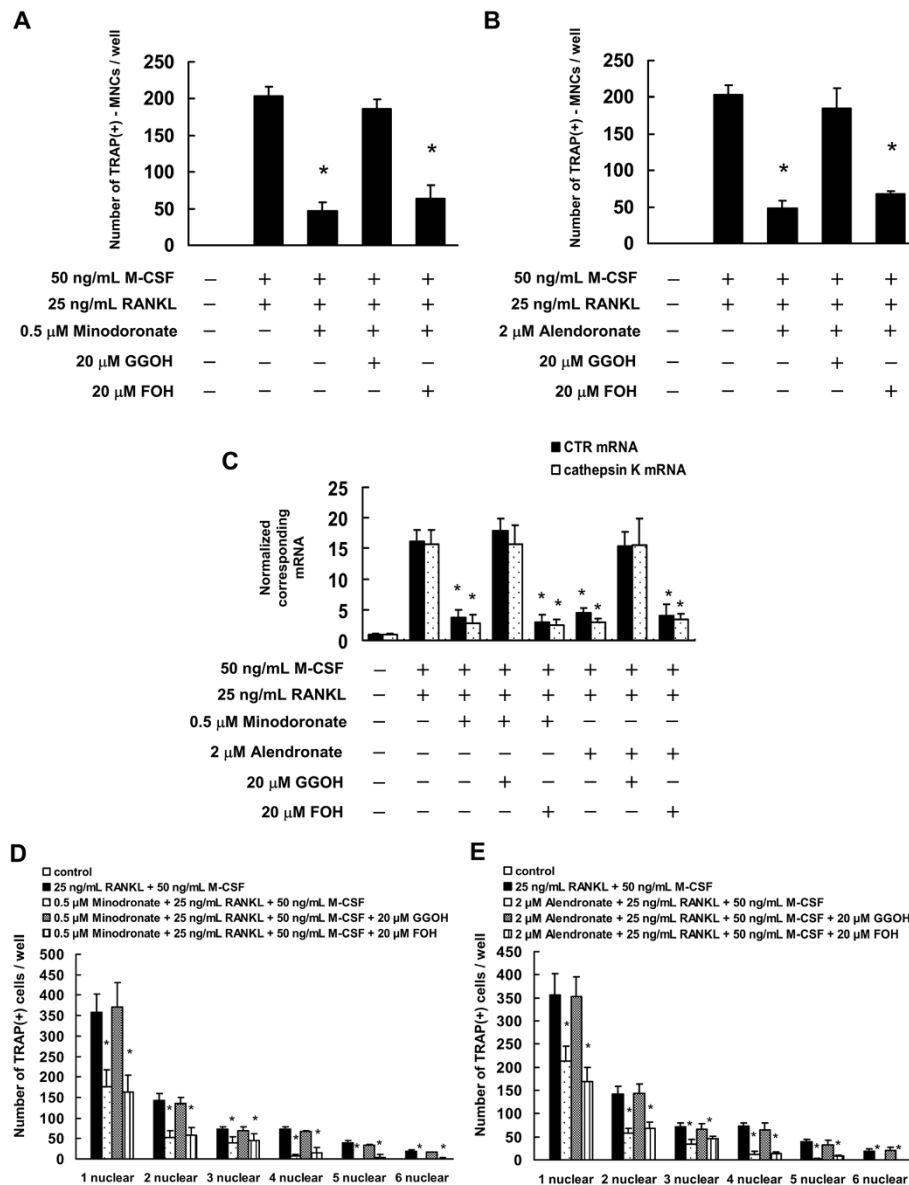 A
Number of TRAP(+) - MNCs / well
250
200
150
100
50
0
* *
50 ng/mL M-CSF − + + + +
25 ng/mL RANKL − + + + +
0.5 μM Minodoronate − − + + +
20 μM GGOH − − − + −
20 μM FOH − − − − +
B
Number of TRAP(+) - MNCs / well
250
200
150
100
50
0
* *
50 ng/mL M-CSF − + + + +
25 ng/mL RANKL − + + + +
2 μM Alendoronate − − + + +
20 μM GGOH − − − + −
20 μM FOH − − − − +
C
CTR mRNA
cathepsin K mRNA
Normalized
corresponding
mRNA
25
20
15
10
5
0
* * * * * * * *
50 ng/mL M-CSF − + + + + + + +
25 ng/mL RANKL − + + + + + + +
0.5 μM Minodoronate − − + + + − − −
2 μM Alendronate − − − − − + + +
20 μM GGOH − − − + − − + −
20 μM FOH − − − − + − − +
D
control
25 ng/mL RANKL + 50 ng/mL M-CSF
0.5 μM Minodronate + 25 ng/mL RANKL + 50 ng/mL M-CSF
0.5 μM Minodronate + 25 ng/mL RANKL + 50 ng/mL M-CSF + 20 μM GGOH
0.5 μM Minodronate + 25 ng/mL RANKL + 50 ng/mL M-CSF + 20 μM FOH
Number of TRAP(+) cells / well
500
450
400
350
300
250
200
150
100
50
0
* * * * * * * * * * * *
1 nuclear 2 nuclear 3 nuclear 4 nuclear 5 nuclear 6 nuclear
E
control
25 ng/mL RANKL + 50 ng/mL M-CSF
2 μM Alendronate + 25 ng/mL RANKL + 50 ng/mL M-CSF
2 μM Alendronate + 25 ng/mL RANKL + 50 ng/mL M-CSF + 20 μM GGOH
2 μM Alendronate + 25 ng/mL RANKL + 50 ng/mL M-CSF + 20 μM FOH
Number of TRAP(+) cells / well
450
400
350
300
250
200
150
100
50
0
* * * * * * * * * * * *
1 nuclear 2 nuclear 3 nuclear 4 nuclear 5 nuclear 6 nuclear